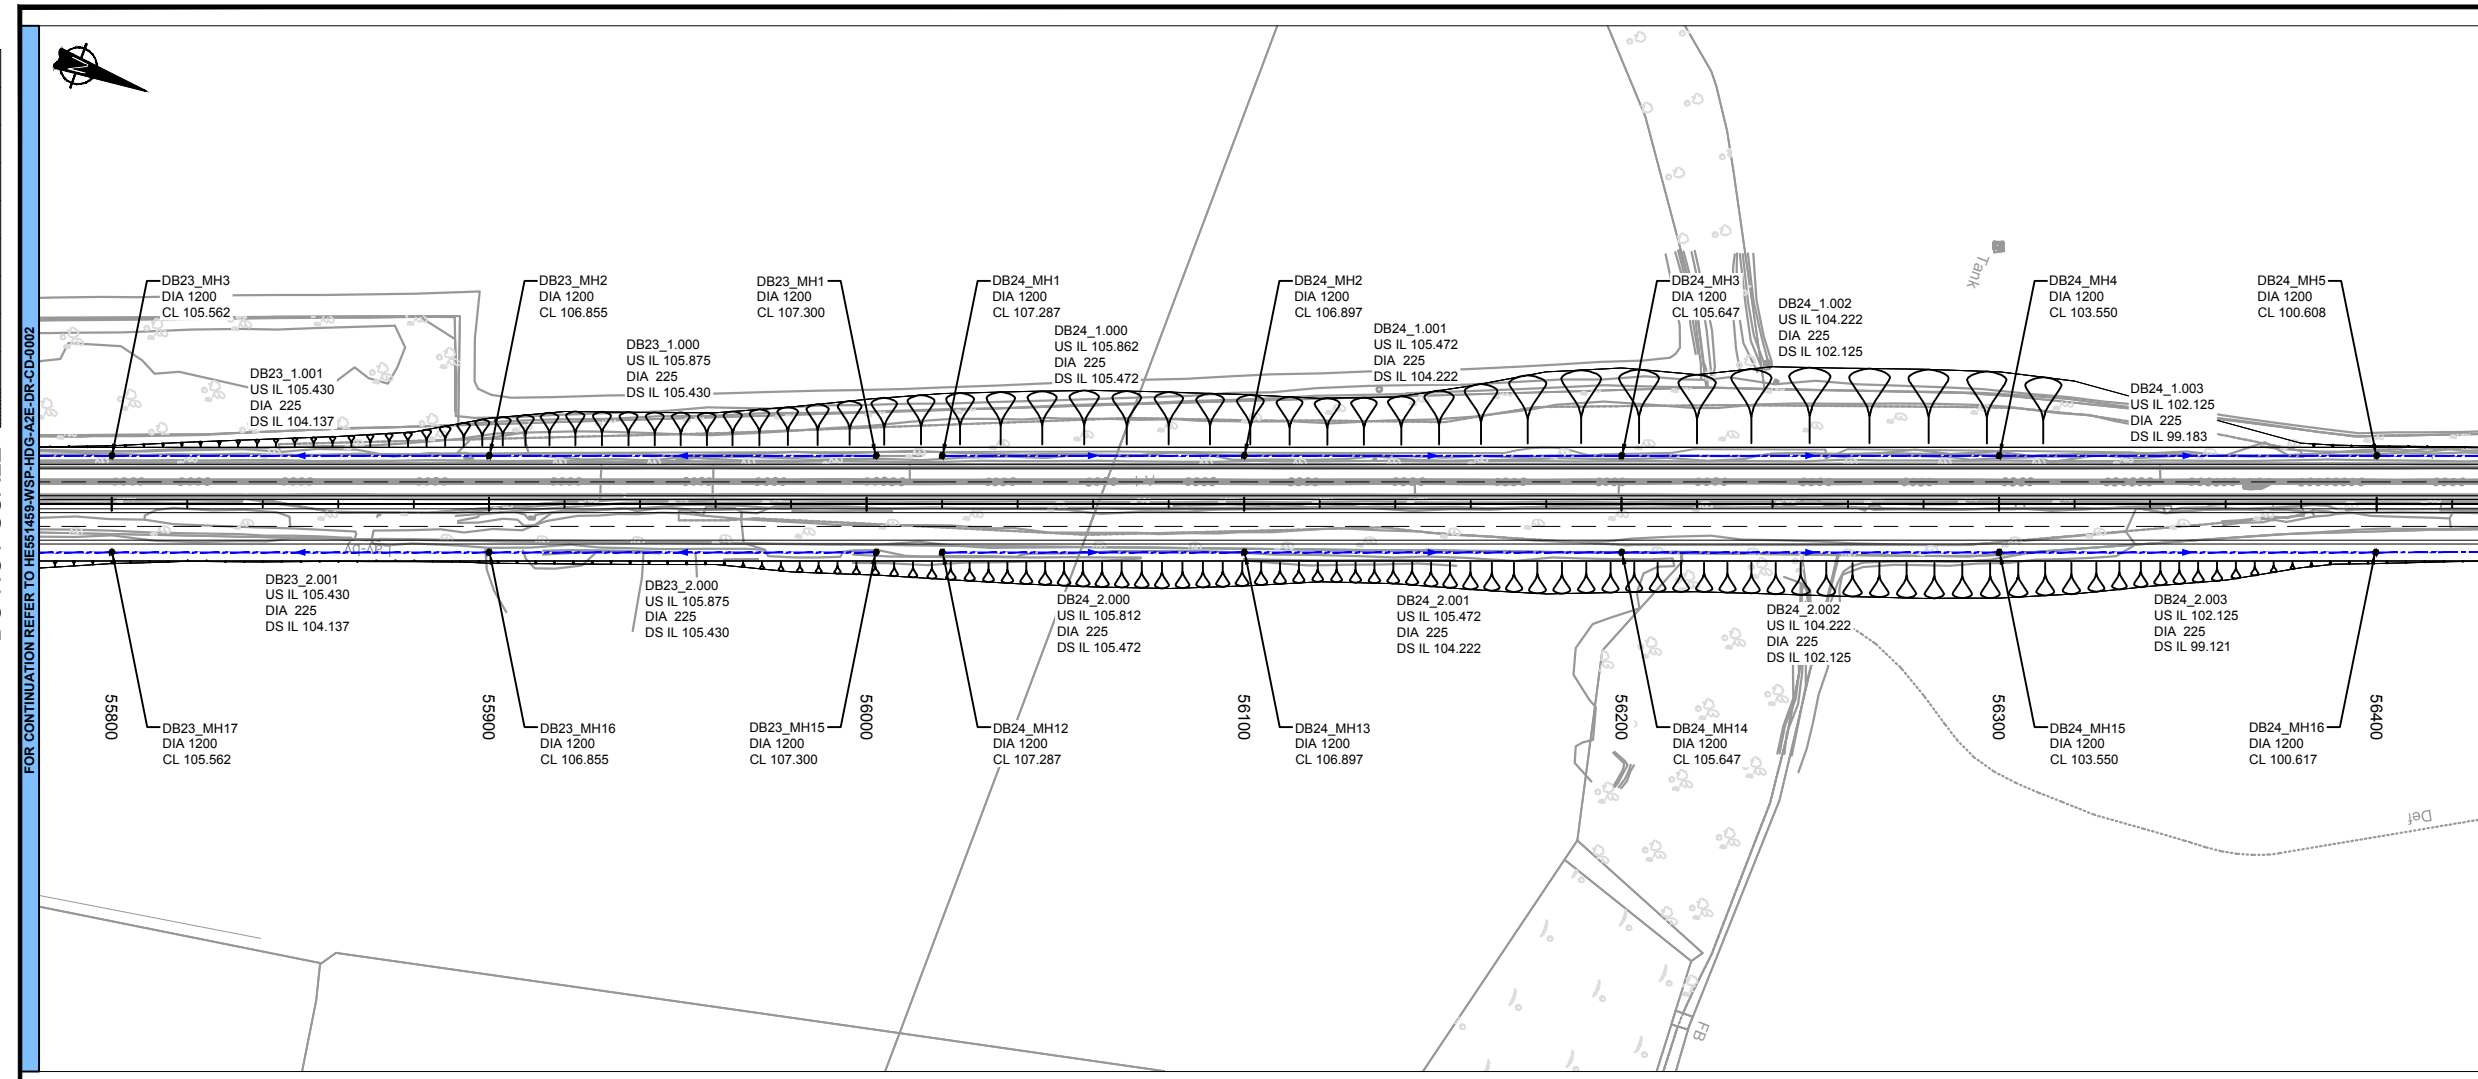 FOR CONTINUATION REFER TO HE551459-WSP-HDG-A2E-DR-CD-0002
N
DB23_MH3
DIA 1200
CL 105.562
DB23_MH2
DIA 1200
CL 106.855
DB23_MH1
DIA 1200
CL 107.300
DB24_MH1
DIA 1200
CL 107.287
DB24_MH2
DIA 1200
CL 106.897
DB24_MH3
DIA 1200
CL 105.647
DB24_MH4
DIA 1200
CL 103.550
DB24_MH5
DIA 1200
CL 100.608
Tank
DB23_1.001
US IL 105.430
DIA 225
DS IL 104.137
DB23_1.000
US IL 105.875
DIA 225
DS IL 105.430
DB24_1.000
US IL 105.862
DIA 225
DS IL 105.472
DB24_1.001
US IL 105.472
DIA 225
DS IL 104.222
DB24_1.002
US IL 104.222
DIA 225
DS IL 102.125
DB24_1.003
US IL 102.125
DIA 225
DS IL 99.183
Lay-by
DB23_2.001
US IL 105.430
DIA 225
DS IL 104.137
DB23_2.000
US IL 105.875
DIA 225
DS IL 105.430
DB24_2.000
US IL 105.812
DIA 225
DS IL 105.472
DB24_2.001
US IL 105.472
DIA 225
DS IL 104.222
DB24_2.002
US IL 104.222
DIA 225
DS IL 102.125
DB24_2.003
US IL 102.125
DIA 225
DS IL 99.121
55800
55900
56000
56100
56200
56300
56400
DB23_MH17
DIA 1200
CL 105.562
DB23_MH16
DIA 1200
CL 106.855
DB23_MH15
DIA 1200
CL 107.300
DB24_MH12
DIA 1200
CL 107.287
DB24_MH13
DIA 1200
CL 106.897
DB24_MH14
DIA 1200
CL 105.647
DB24_MH15
DIA 1200
CL 103.550
DB24_MH16
DIA 1200
CL 100.617
Def
FB